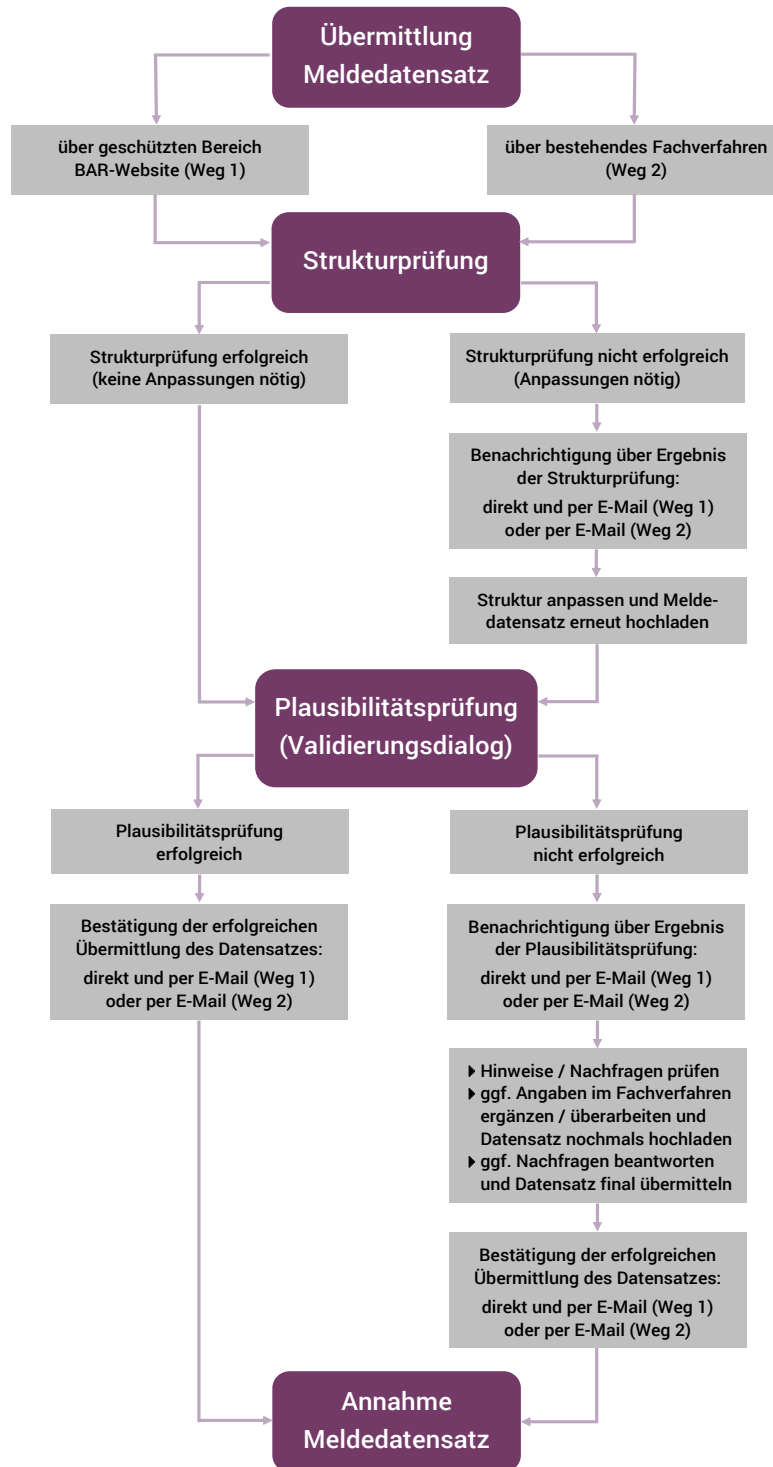 Übermittlung
Meldedatensatz
über geschützten Bereich
BAR-Website (Weg 1)
über bestehendes Fachverfahren
(Weg 2)
Strukturprüfung
Strukturprüfung erfolgreich
(keine Anpassungen nötig)
Strukturprüfung nicht erfolgreich
(Anpassungen nötig)
Benachrichtigung über Ergebnis
der Strukturprüfung:
direkt und per E-Mail (Weg 1)
oder per E-Mail (Weg 2)
Struktur anpassen und Melde-
datensatz erneut hochladen
Plausibilitätsprüfung
(Validierungsdialog)
Plausibilitätsprüfung
erfolgreich
Plausibilitätsprüfung
nicht erfolgreich
Bestätigung der erfolgreichen
Übermittlung des Datensatzes:
direkt und per E-Mail (Weg 1)
oder per E-Mail (Weg 2)
Benachrichtigung über Ergebnis
der Plausibilitätsprüfung:
direkt und per E-Mail (Weg 1)
oder per E-Mail (Weg 2)
Hinweise / Nachfragen prüfen
ggf. Angaben im Fachverfahren
ergänzen / überarbeiten und
Datensatz nochmals hochladen
ggf. Nachfragen beantworten
und Datensatz final übermitteln
Bestätigung der erfolgreichen
Übermittlung des Datensatzes:
direkt und per E-Mail (Weg 1)
oder per E-Mail (Weg 2)
Annahme
Meldedatensatz